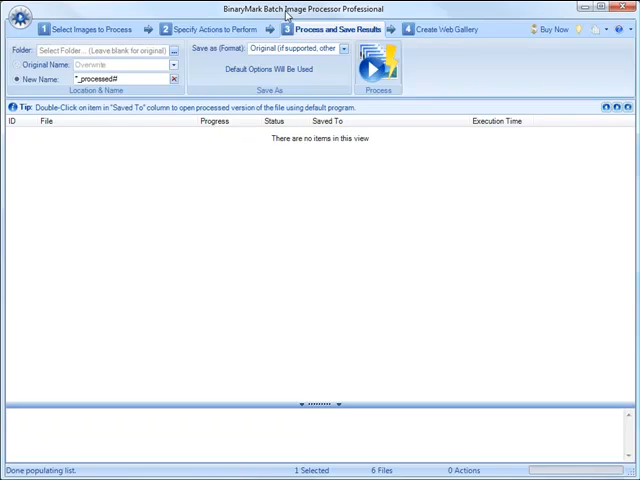 BinaryMark Batch Image Processor Professional
1 Select Images to Process 2 Specify Actions to Perform 3 Process and Save Results 4 Create Web Gallery Buy Now
Folder: Select Folder... (Leave blank for original) ...
Original Name: Overwrite
New Name: *_processed#
Location & Name
Save as (Format): Original (if supported, other
Default Options Will Be Used
Save As
Process
Tip: Double-Click on item in "Saved To" column to open processed version of the file using default program.
ID File Progress Status Saved To Execution Time
There are no items in this view
Done populating list. 1 Selected 6 Files 0 Actions